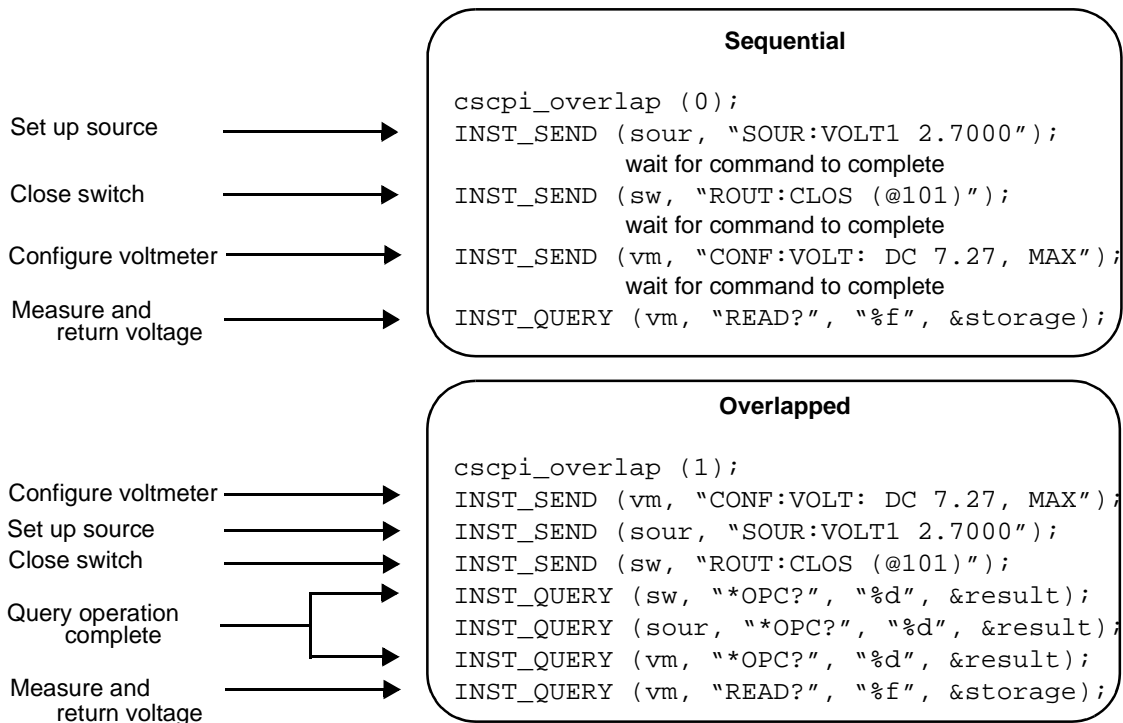 Sequential
cscpi_overlap (0);
Set up source
INST_SEND (sour, “SOUR:VOLT1 2.7000”);
wait for command to complete
Close switch
INST_SEND (sw, “ROUT:CLOS (@101)”);
wait for command to complete
Configure voltmeter
INST_SEND (vm, “CONF:VOLT: DC 7.27, MAX”);
wait for command to complete
Measure and
return voltage
INST_QUERY (vm, “READ?”, “%f”, &storage);
Overlapped
cscpi_overlap (1);
Configure voltmeter
INST_SEND (vm, “CONF:VOLT: DC 7.27, MAX”);
Set up source
INST_SEND (sour, “SOUR:VOLT1 2.7000”);
Close switch
INST_SEND (sw, “ROUT:CLOS (@101)”);
Query operation
complete
INST_QUERY (sw, “*OPC?”, “%d”, &result);
INST_QUERY (sour, “*OPC?”, “%d”, &result);
INST_QUERY (vm, “*OPC?”, “%d”, &result);
Measure and
return voltage
INST_QUERY (vm, “READ?”, “%f”, &storage);